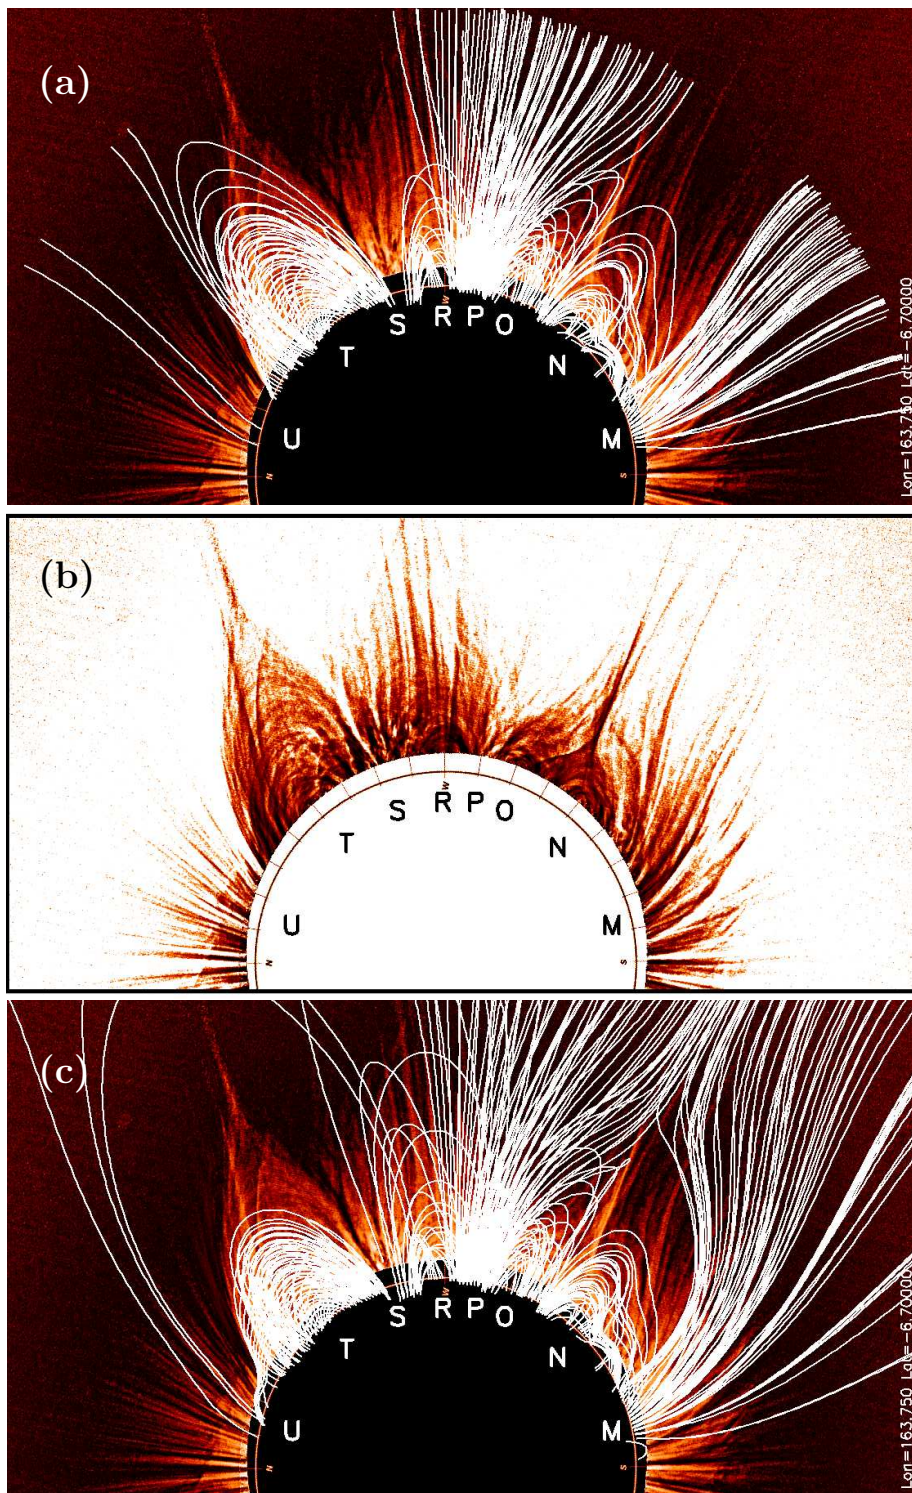 (a)
S R P O
T N
U M
N W S
Lon=163.750 Lat=-6.70000
(b)
W
S R P O
T N
U M
N S
(c)
W
S R P O
T N
U M
N S
Lon=163.750 Lat=-6.70000